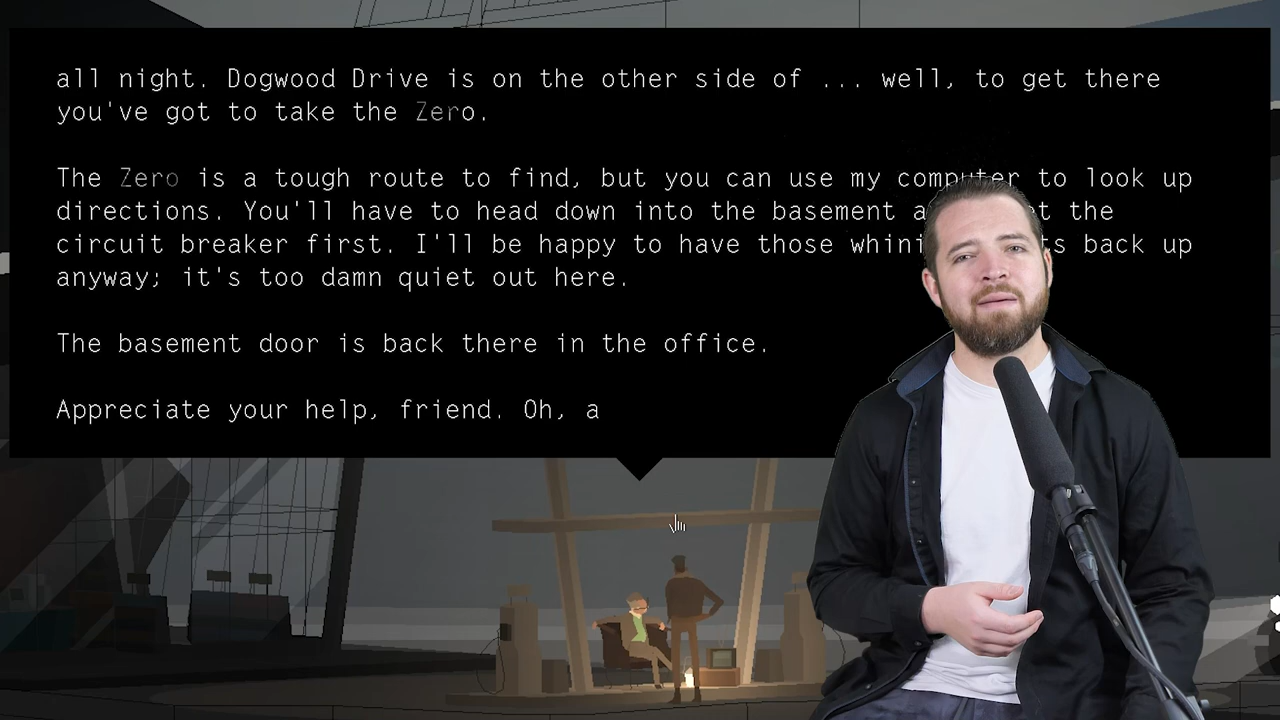 all night. Dogwood Drive is on the other side of ... well, to get there
you've got to take the Zero.
The Zero is a tough route to find, but you can use my computer to look up
directions. You'll have to head down into the basement the
circuit breaker first. I'll be happy to have those back up
anyway; it's too damn quiet out here.
The basement door is back there in the office.
Appreciate your help, friend. Oh, a